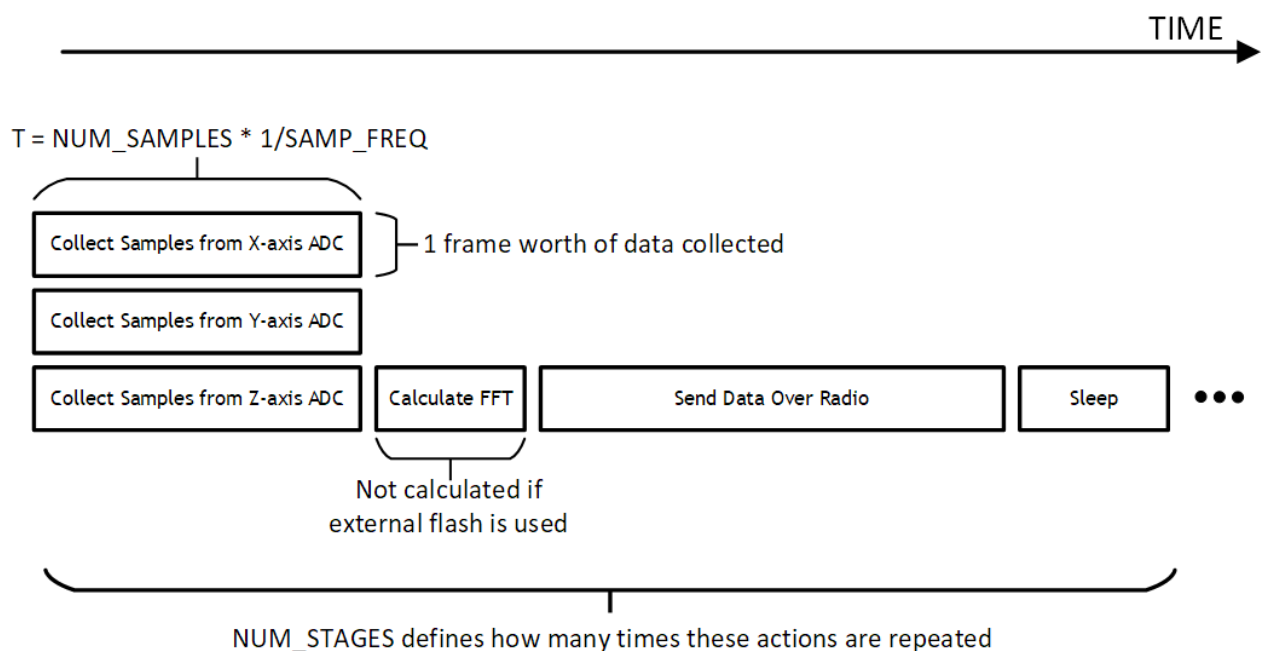 TIME
T = NUM_SAMPLES * 1/SAMP_FREQ
Collect Samples from X-axis ADC
1 frame worth of data collected
Collect Samples from Y-axis ADC
Collect Samples from Z-axis ADC
Calculate FFT
Send Data Over Radio
Sleep
Not calculated if
external flash is used
NUM_STAGES defines how many times these actions are repeated